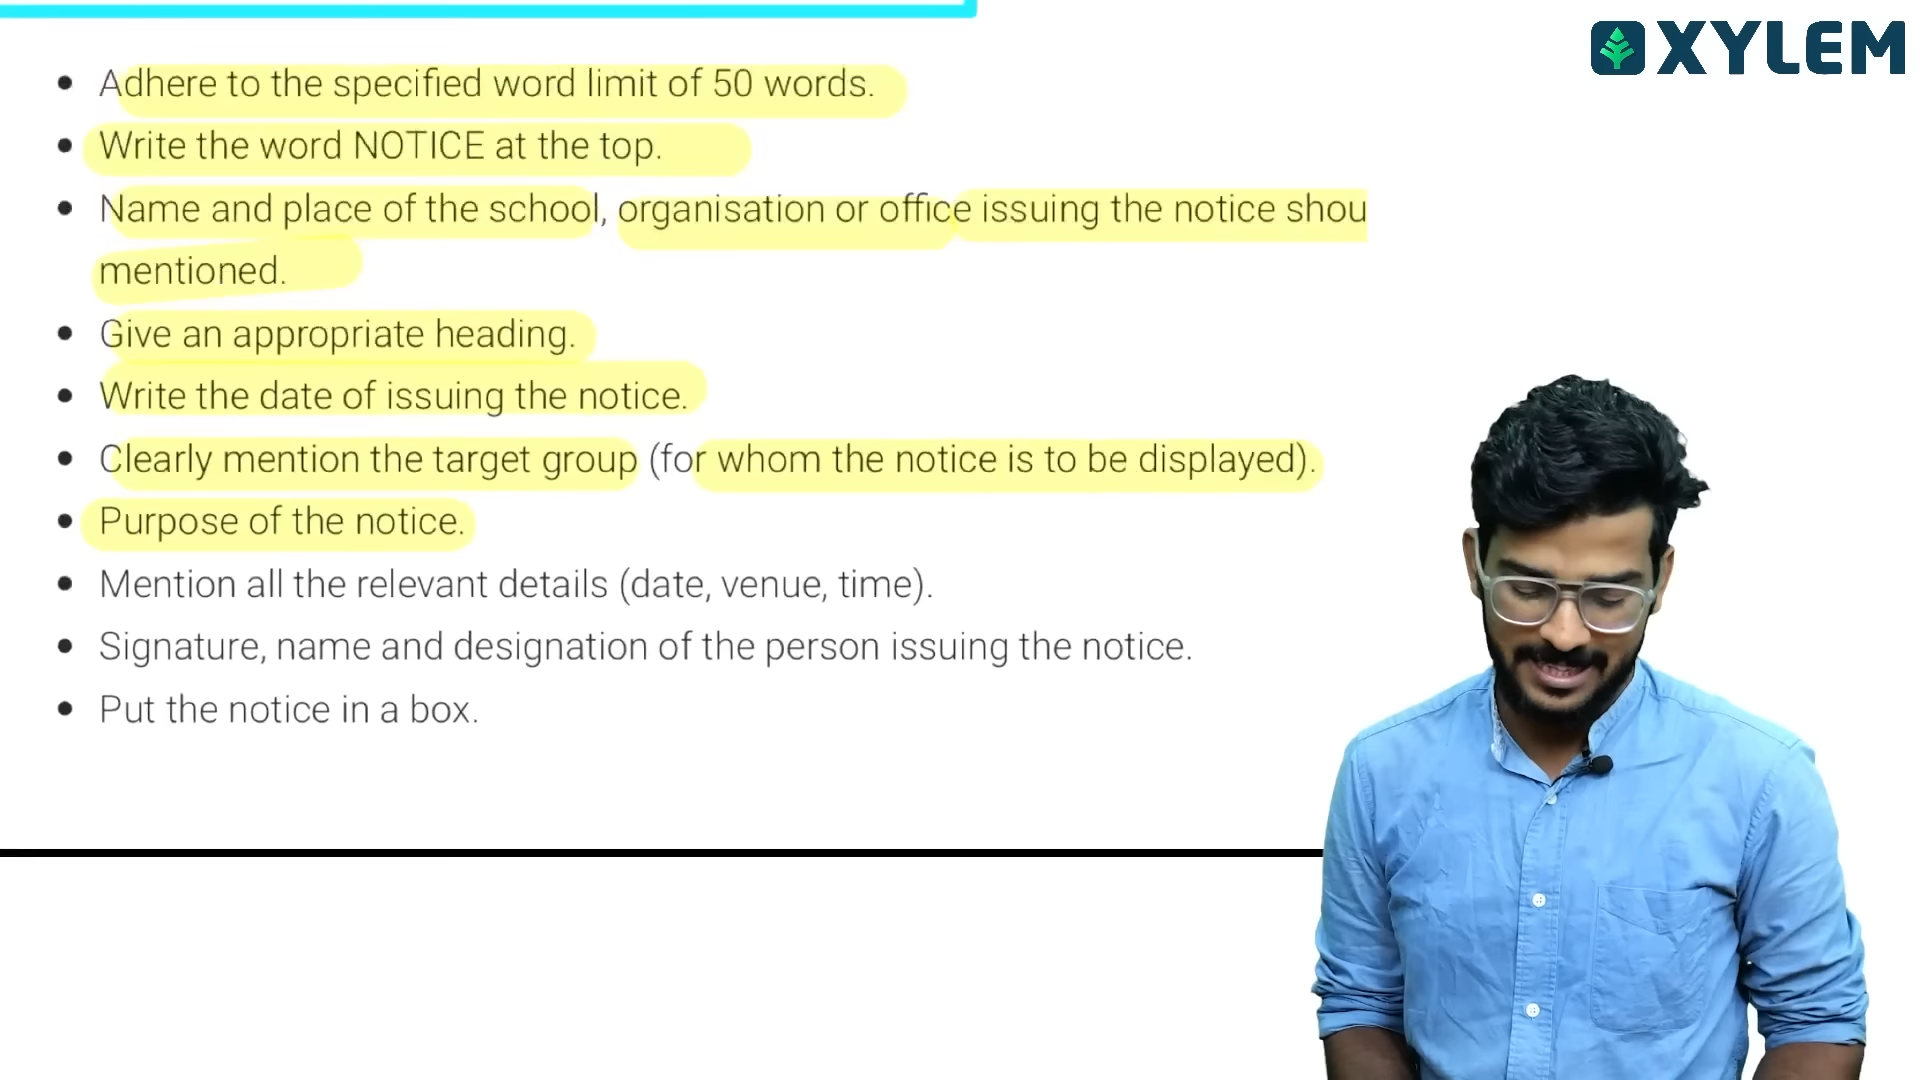 XYLEM
• Adhere to the specified word limit of 50 words.
• Write the word NOTICE at the top.
• Name and place of the school, organisation or office issuing the notice shou
mentioned.
• Give an appropriate heading.
• Write the date of issuing the notice.
• Clearly mention the target group (for whom the notice is to be displayed).
• Purpose of the notice.
• Mention all the relevant details (date, venue, time).
• Signature, name and designation of the person issuing the notice.
• Put the notice in a box.